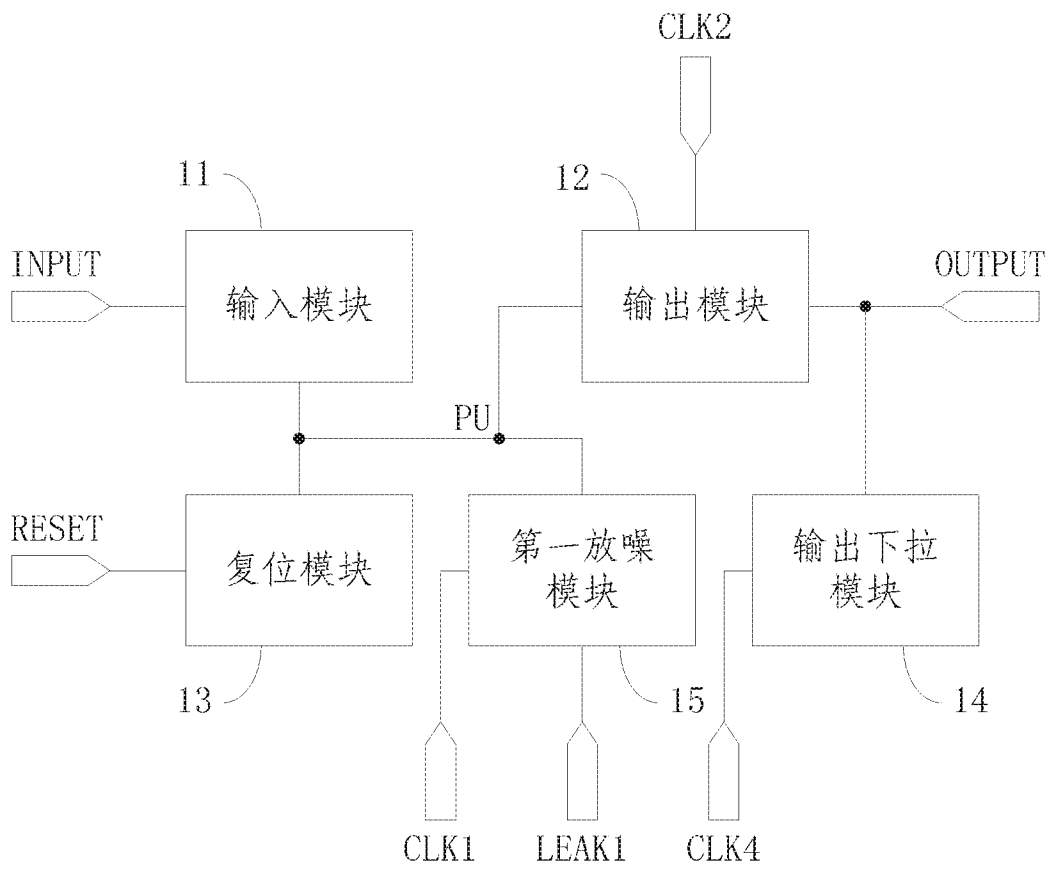 CLK2
11
12
INPUT
OUTPUT
输入模块
输出模块
PU
RESET
复位模块
第一放噪
模块
输出下拉
模块
13
15
14
CLK1
LEAK1
CLK4